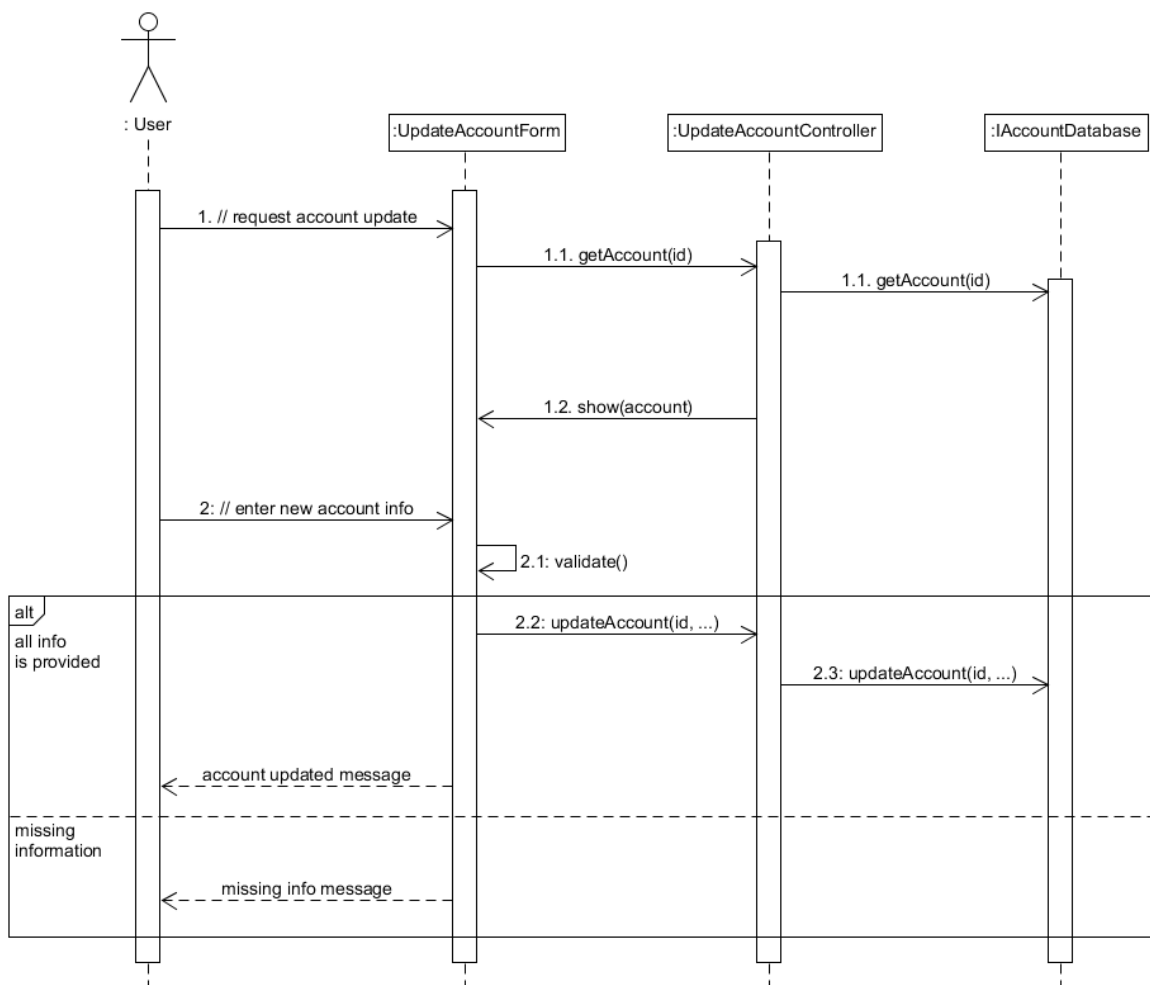 : User
:UpdateAccountForm
:UpdateAccountController
:IAccountDatabase
1. // request account update
1.1. getAccount(id)
1.1. getAccount(id)
1.2. show(account)
2: // enter new account info
2.1: validate()
alt
all info
is provided
2.2: updateAccount(id, ...)
2.3: updateAccount(id, ...)
account updated message
missing
information
missing info message